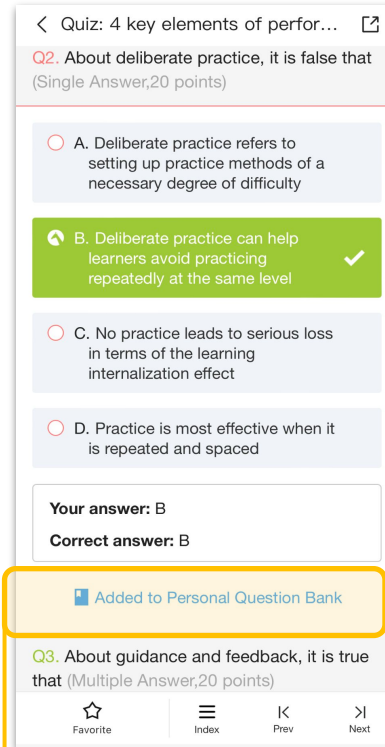 Quiz: 4 key elements of perfor...
Q2. About deliberate practice, it is false that
(Single Answer,20 points)
A. Deliberate practice refers to
setting up practice methods of a
necessary degree of difficulty
B. Deliberate practice can help
learners avoid practicing
repeatedly at the same level
C. No practice leads to serious loss
in terms of the learning
internalization effect
D. Practice is most effective when it
is repeated and spaced
Your answer: B
Correct answer: B
Added to Personal Question Bank
Q3. About guidance and feedback, it is true
that (Multiple Answer,20 points)
Favorite Index Prev Next